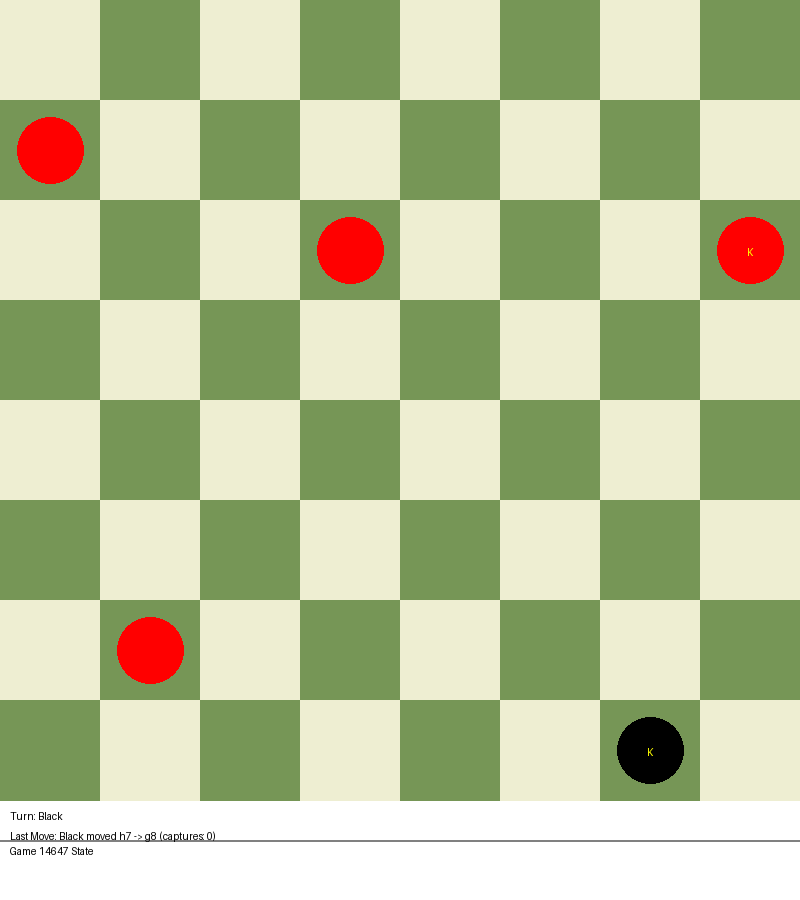 K
K
Turn: Black
Last Move: Black moved h7 -> g8 (captures: 0)
Game 14647 State